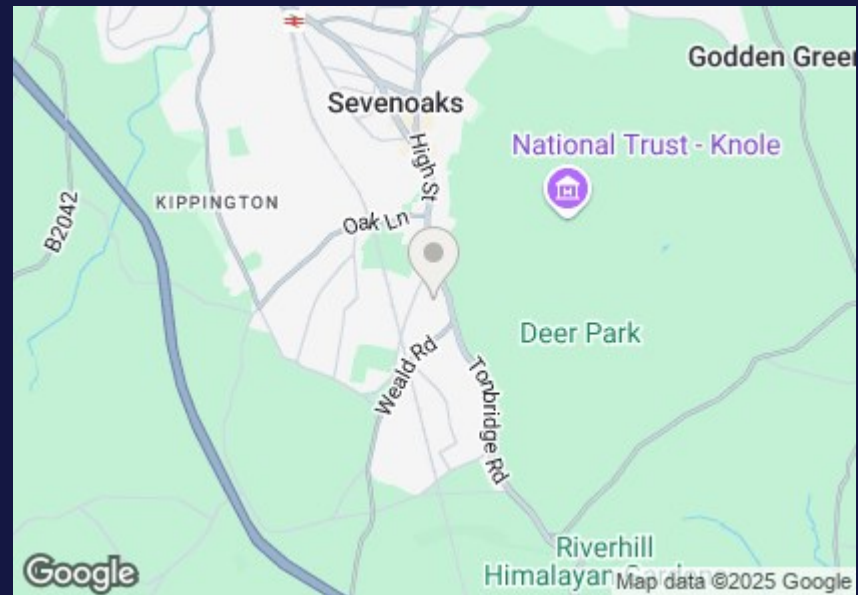 Godden Green
Sevenoaks
High St
National Trust - Knole
KIPPINGTON
Oak Ln
B2042
Deer Park
Weald Rd
Tonbridge Rd
Riverhill
Himalayan Gardens
Google
Map data ©2025 Google